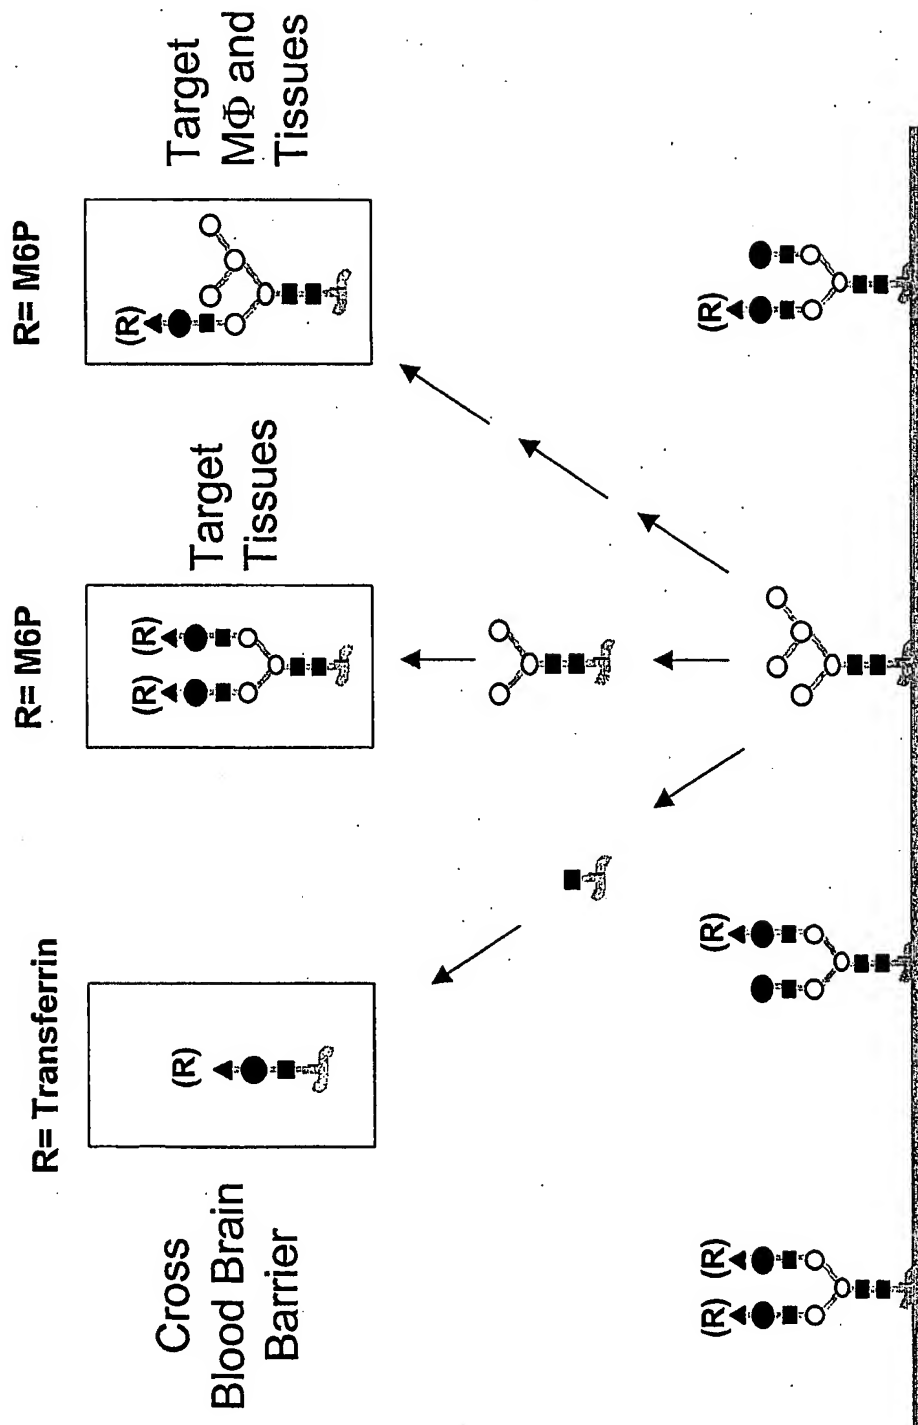 R= Transferrin
R= M6P
R= M6P
Cross
Blood Brain
Barrier
(R)
(R) (R)
Target
Tissues
(R)
Target
MΦ and
Tissues
(R) (R)
(R)
(R)